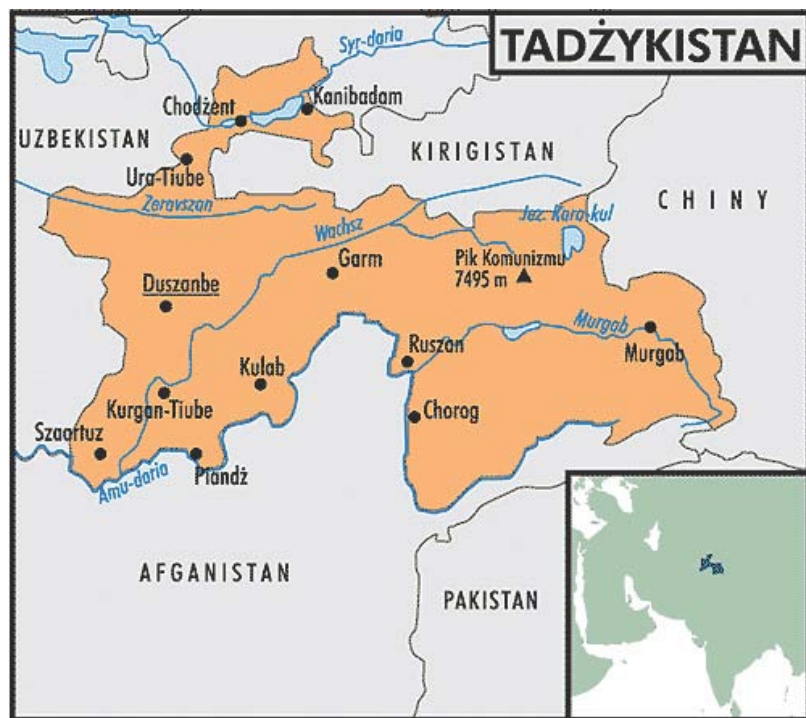 TADŻYKISTAN
Syr-daria
Chodżent
Kanibadam
UZBEKISTAN
KIRIGISTAN
Ura-Tiube
CHINY
Zerawszan
Wachsz
Jez. Kara-kul
Garm
Pik Komunizmu
7495 m
Duszanbe
Murgab
Ruszan
Murgab
Kulab
Kurgan-Tiube
Chorog
Szaartuz
Piandż
Amu-daria
AFGANISTAN
PAKISTAN